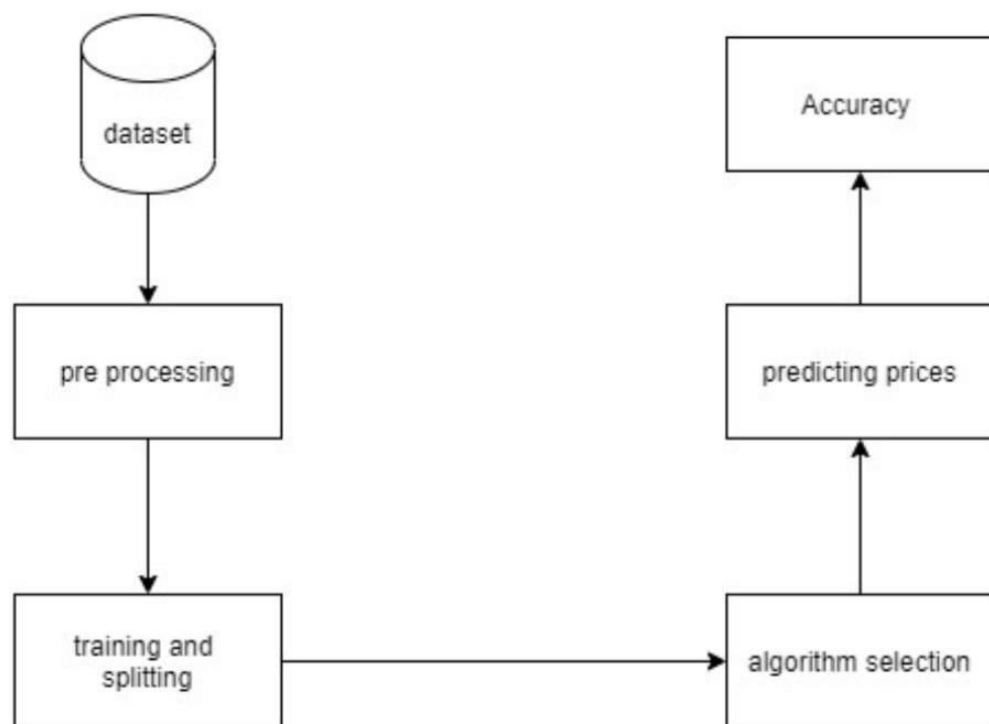 dataset
pre processing
training and
splitting
algorithm selection
predicting prices
Accuracy